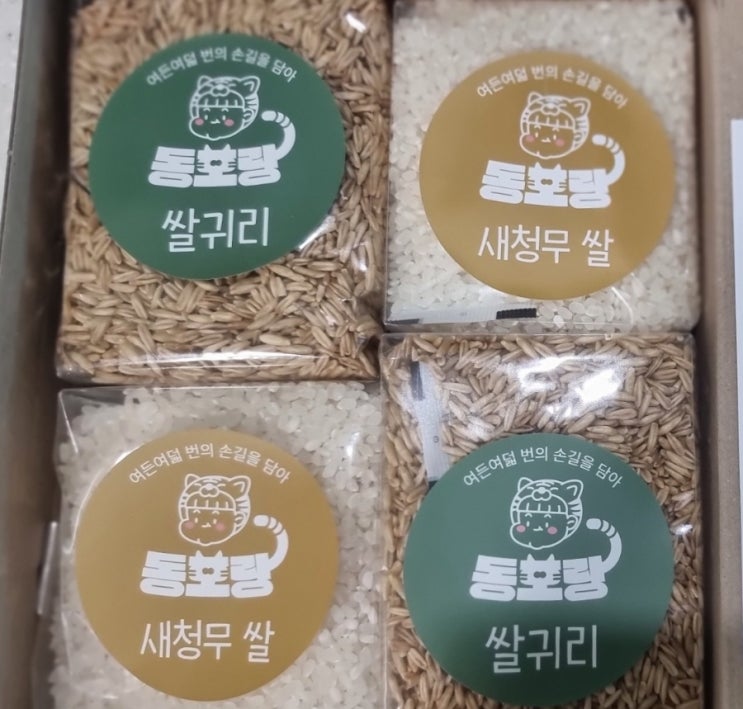 여든여덟 번의 손길을 담아
동호랑
쌀귀리
여든여덟 번의 손길을 담아
동호랑
새청무 쌀
여든여덟 번의 손길을 담아
동호랑
새청무 쌀
여든여덟 번의 손길을 담아
동호랑
쌀귀리